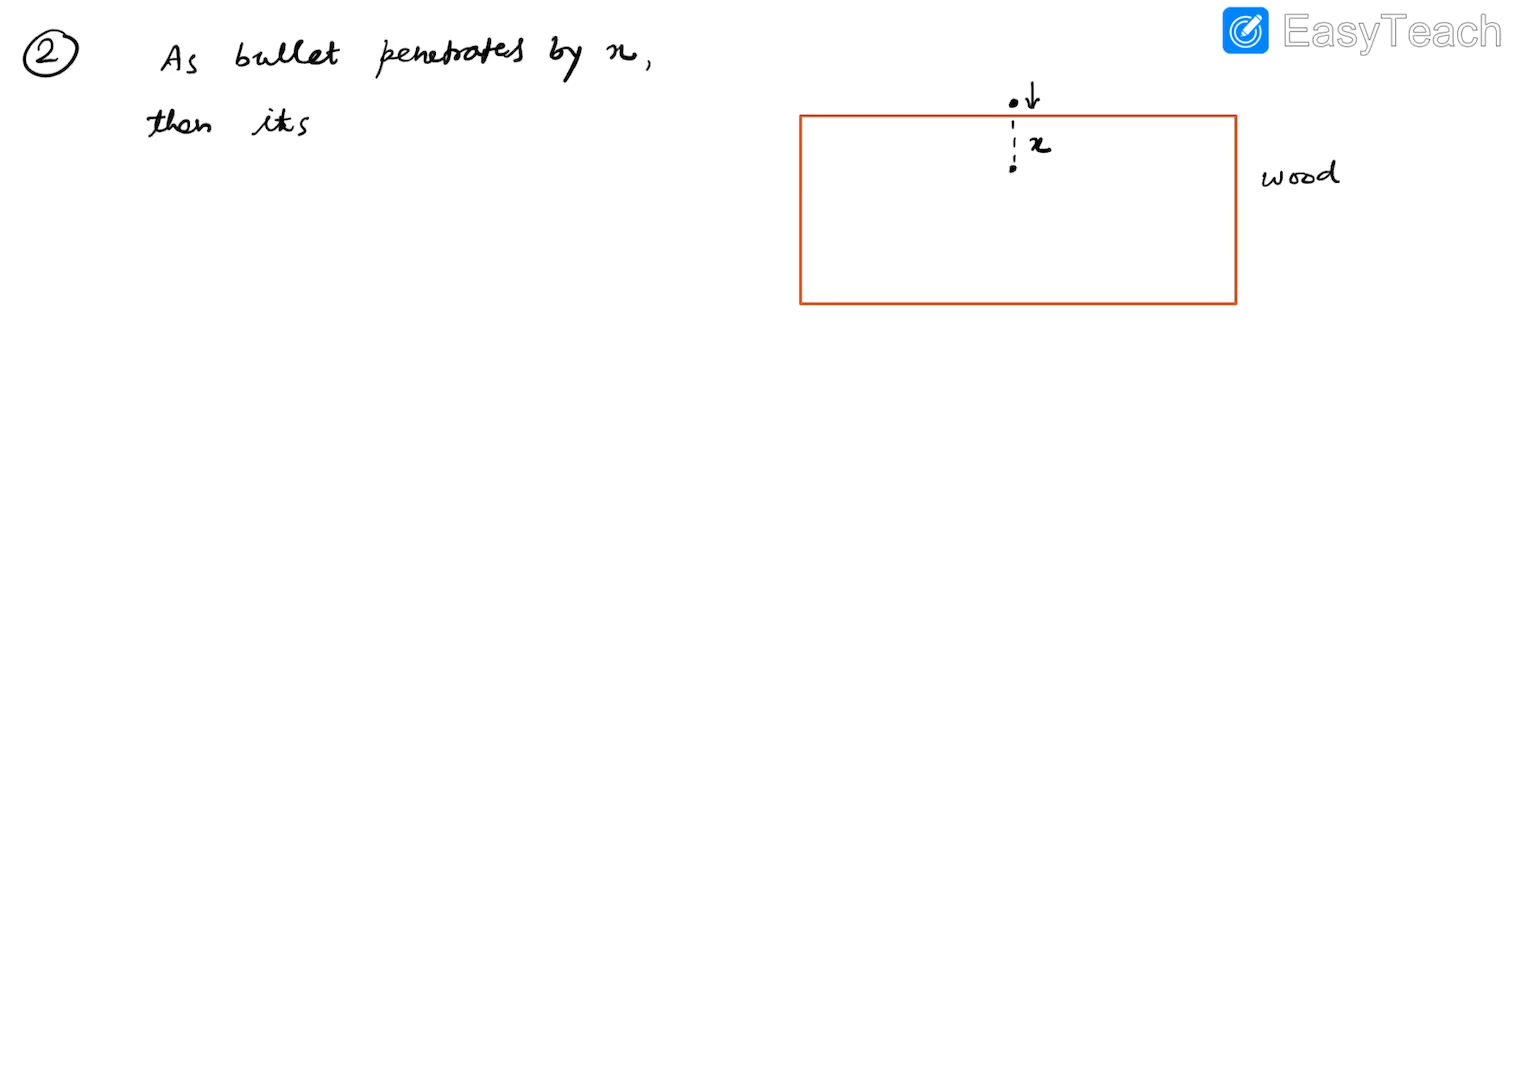 EasyTeach
② As bullet penetrates by x,
then its
x
wood